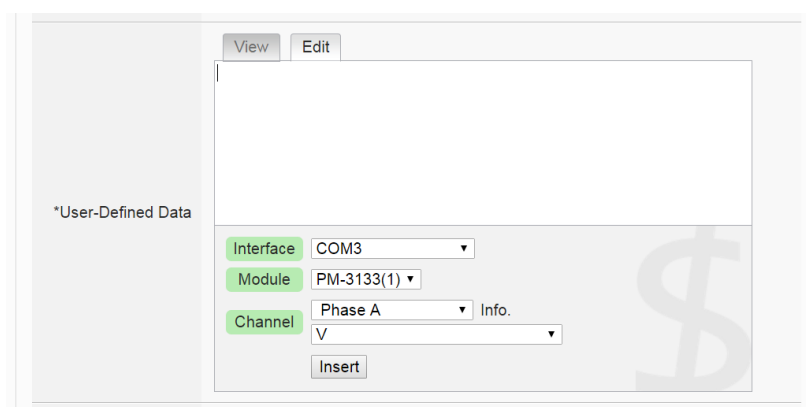 View Edit
*User-Defined Data
Interface COM3
Module PM-3133(1)
Channel Phase A Info.
V
Insert
$